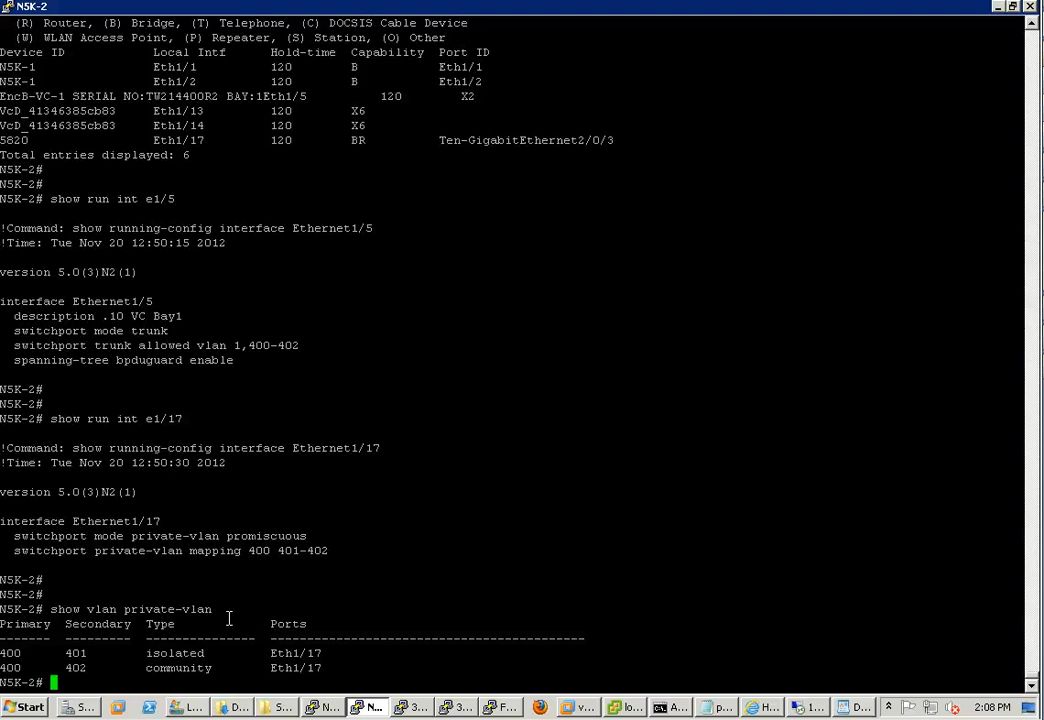 N5K-2
(R) Router, (B) Bridge, (T) Telephone, (C) DOCSIS Cable Device
(W) WLAN Access Point, (P) Repeater, (S) Station, (O) Other
Device ID Local Intf Hold-time Capability Port ID
N5K-1 Eth1/1 120 B Eth1/1
N5K-1 Eth1/2 120 B Eth1/2
EncB-VC-1 SERIAL NO:TW214400R2 BAY:1Eth1/5 120 X2
VcD_41346385cb83 Eth1/13 120 X6
VcD_41346385cb83 Eth1/14 120 X6
5820 Eth1/17 120 BR Ten-GigabitEthernet2/0/3
Total entries displayed: 6
N5K-2#
N5K-2#
N5K-2# show run int e1/5
!Command: show running-config interface Ethernet1/5
!Time: Tue Nov 20 12:50:15 2012
version 5.0(3)N2(1)
interface Ethernet1/5
description .10 VC Bay1
switchport mode trunk
switchport trunk allowed vlan 1,400-402
spanning-tree bpduguard enable
N5K-2#
N5K-2#
N5K-2# show run int e1/17
!Command: show running-config interface Ethernet1/17
!Time: Tue Nov 20 12:50:30 2012
version 5.0(3)N2(1)
interface Ethernet1/17
switchport mode private-vlan promiscuous
switchport private-vlan mapping 400 401-402
N5K-2#
N5K-2#
N5K-2# show vlan private-vlan
Primary Secondary Type Ports
------- --------- --------------- -------------------------------------------
400 401 isolated Eth1/17
400 402 community Eth1/17
N5K-2#
Start S... L... D... S... N... N... 3... 3... F... v... lo... A... p... H... 1... D... 2:08 PM